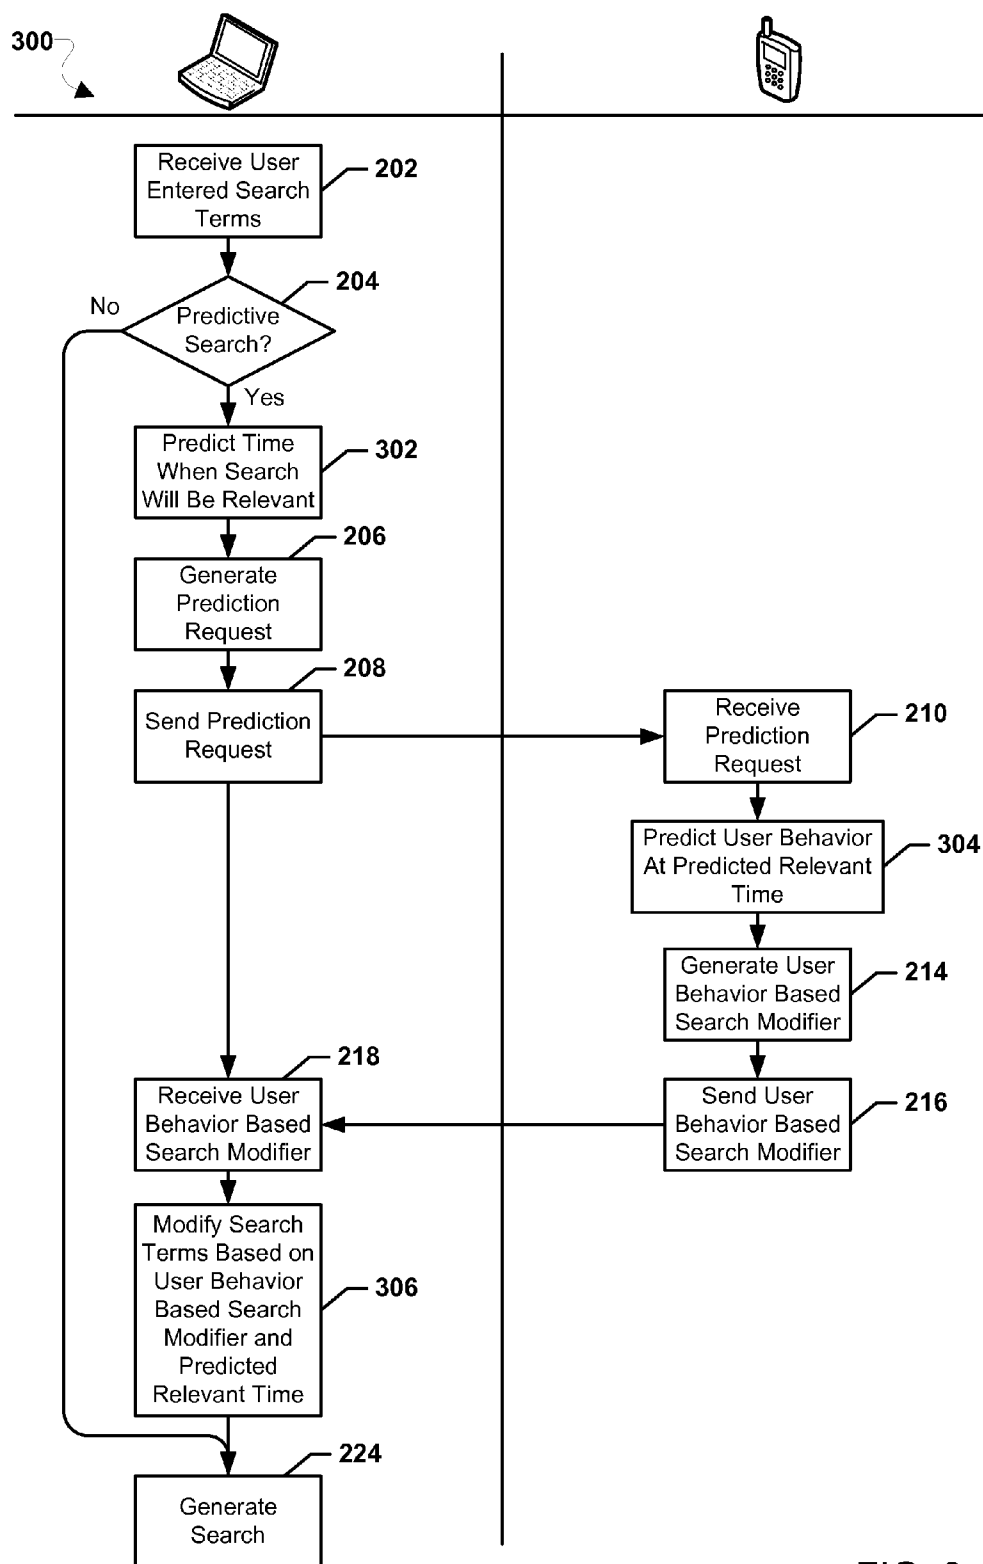 300
Receive User
Entered Search
Terms
202
204
No
Predictive
Search?
Yes
Predict Time
When Search
Will Be Relevant
302
206
Generate
Prediction
Request
208
Send Prediction
Request
Receive
Prediction
Request
210
Predict User Behavior
At Predicted Relevant
Time
304
Generate User
Behavior Based
Search Modifier
214
218
Receive User
Behavior Based
Search Modifier
Send User
Behavior Based
Search Modifier
216
Modify Search
Terms Based on
User Behavior
Based Search
Modifier and
Predicted
Relevant Time
306
224
Generate
Search